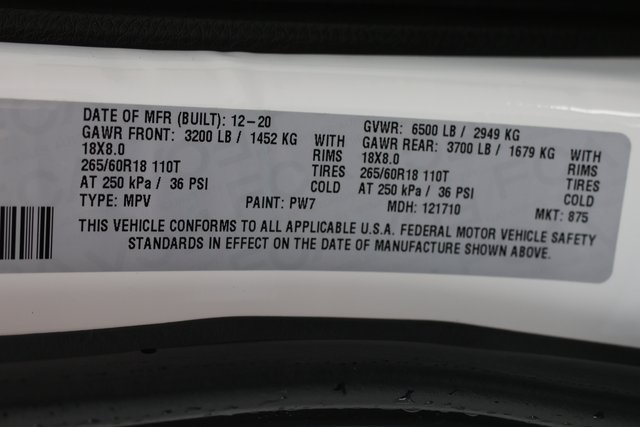 DATE OF MFR (BUILT): 12-20 GVWR: 6500 LB / 2949 KG
GAWR FRONT: 3200 LB / 1452 KG WITH GAWR REAR: 3700 LB / 1679 KG WITH
18X8.0 RIMS 18X8.0 RIMS
265/60R18 110T TIRES 265/60R18 110T TIRES
AT 250 kPa / 36 PSI COLD AT 250 kPa / 36 PSI COLD
TYPE: MPV PAINT: PW7 MDH: 121710 MKT: 875
THIS VEHICLE CONFORMS TO ALL APPLICABLE U.S.A. FEDERAL MOTOR VEHICLE SAFETY
STANDARDS IN EFFECT ON THE DATE OF MANUFACTURE SHOWN ABOVE.